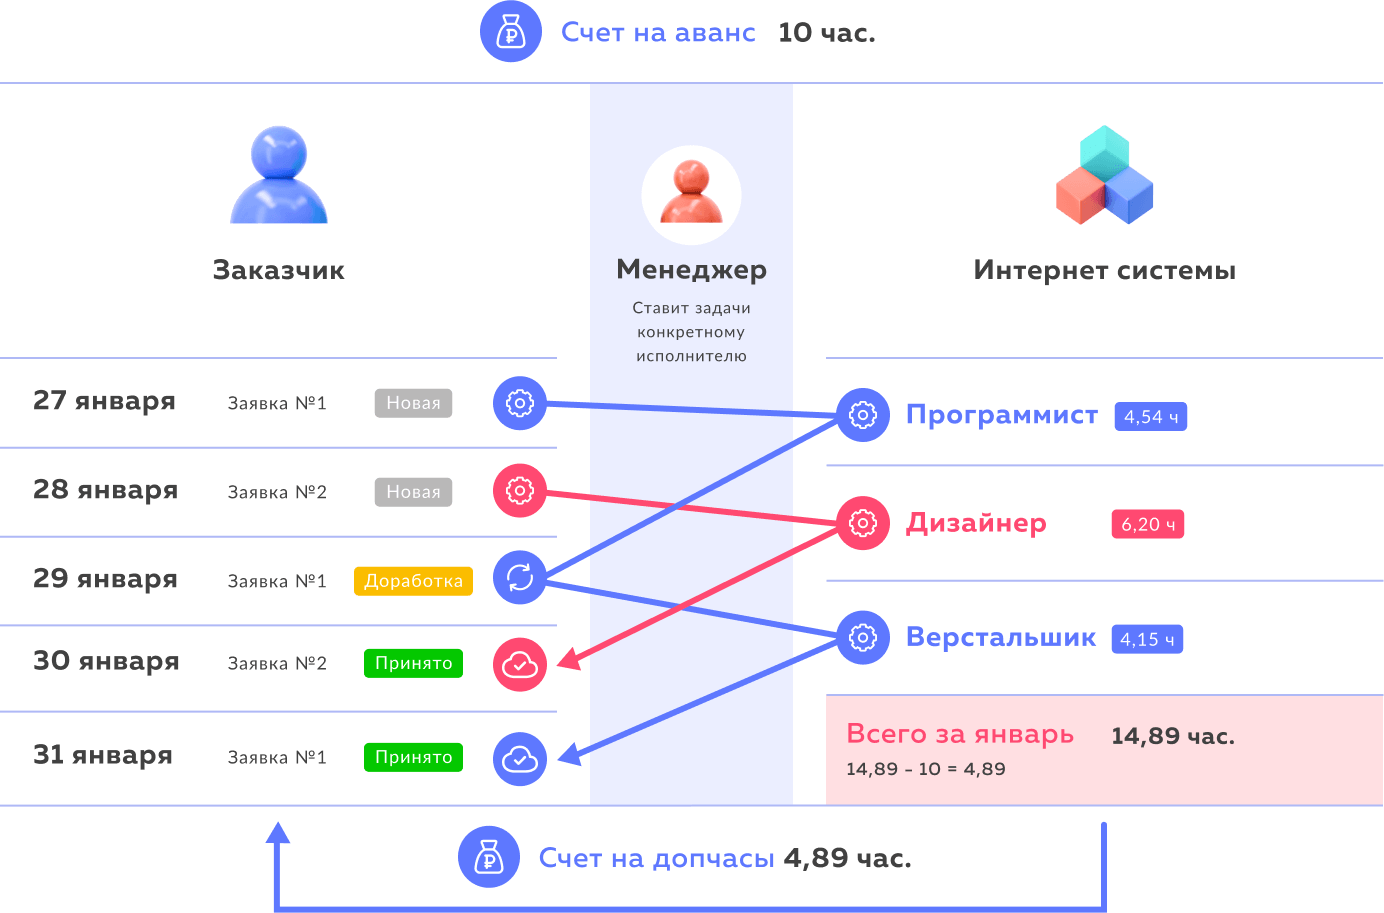 Счет на аванс 10 час.
Заказчик
Менеджер
Ставит задачи
конкретному
исполнителю
Интернет системы
27 января Заявка №1 Новая
28 января Заявка №2 Новая
29 января Заявка №1 Доработка
30 января Заявка №2 Принято
31 января Заявка №1 Принято
Программист 4,54 ч
Дизайнер 6,20 ч
Верстальшик 4,15 ч
Всего за январь 14,89 час.
14,89 - 10 = 4,89
Счет на допчасы 4,89 час.